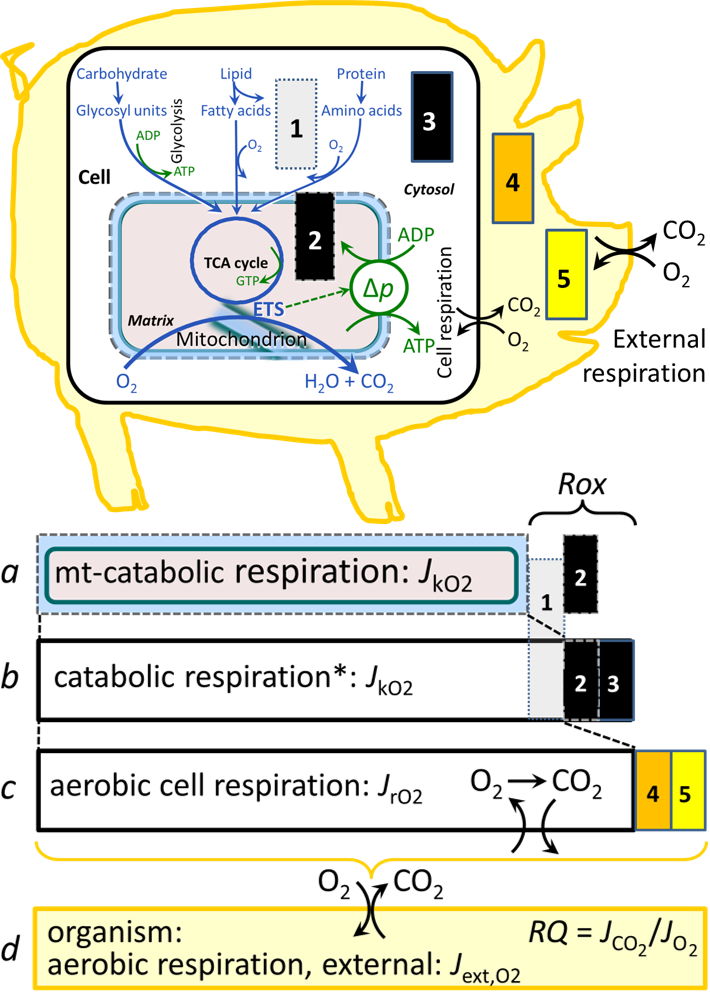 Carbohydrate
Lipid
Protein
Glycosyl units
Fatty acids
Amino acids
Glycolysis
ADP
ATP
O2
O2
1
3
Cell
Cytosol
4
2
5
TCA cycle
GTP
ADP
Δp
ATP
ETS
Matrix
Mitochondrion
O2
H2O + CO2
Cell respiration
CO2
O2
CO2
O2
External
respiration
Rox
a
mt-catabolic respiration: JkO2
1
2
b
catabolic respiration*: JkO2
2
3
c
aerobic cell respiration: JrO2
O2
CO2
4
5
O2
CO2
d
organism:
RQ = JCO2/JO2
aerobic respiration, external: Jext,O2